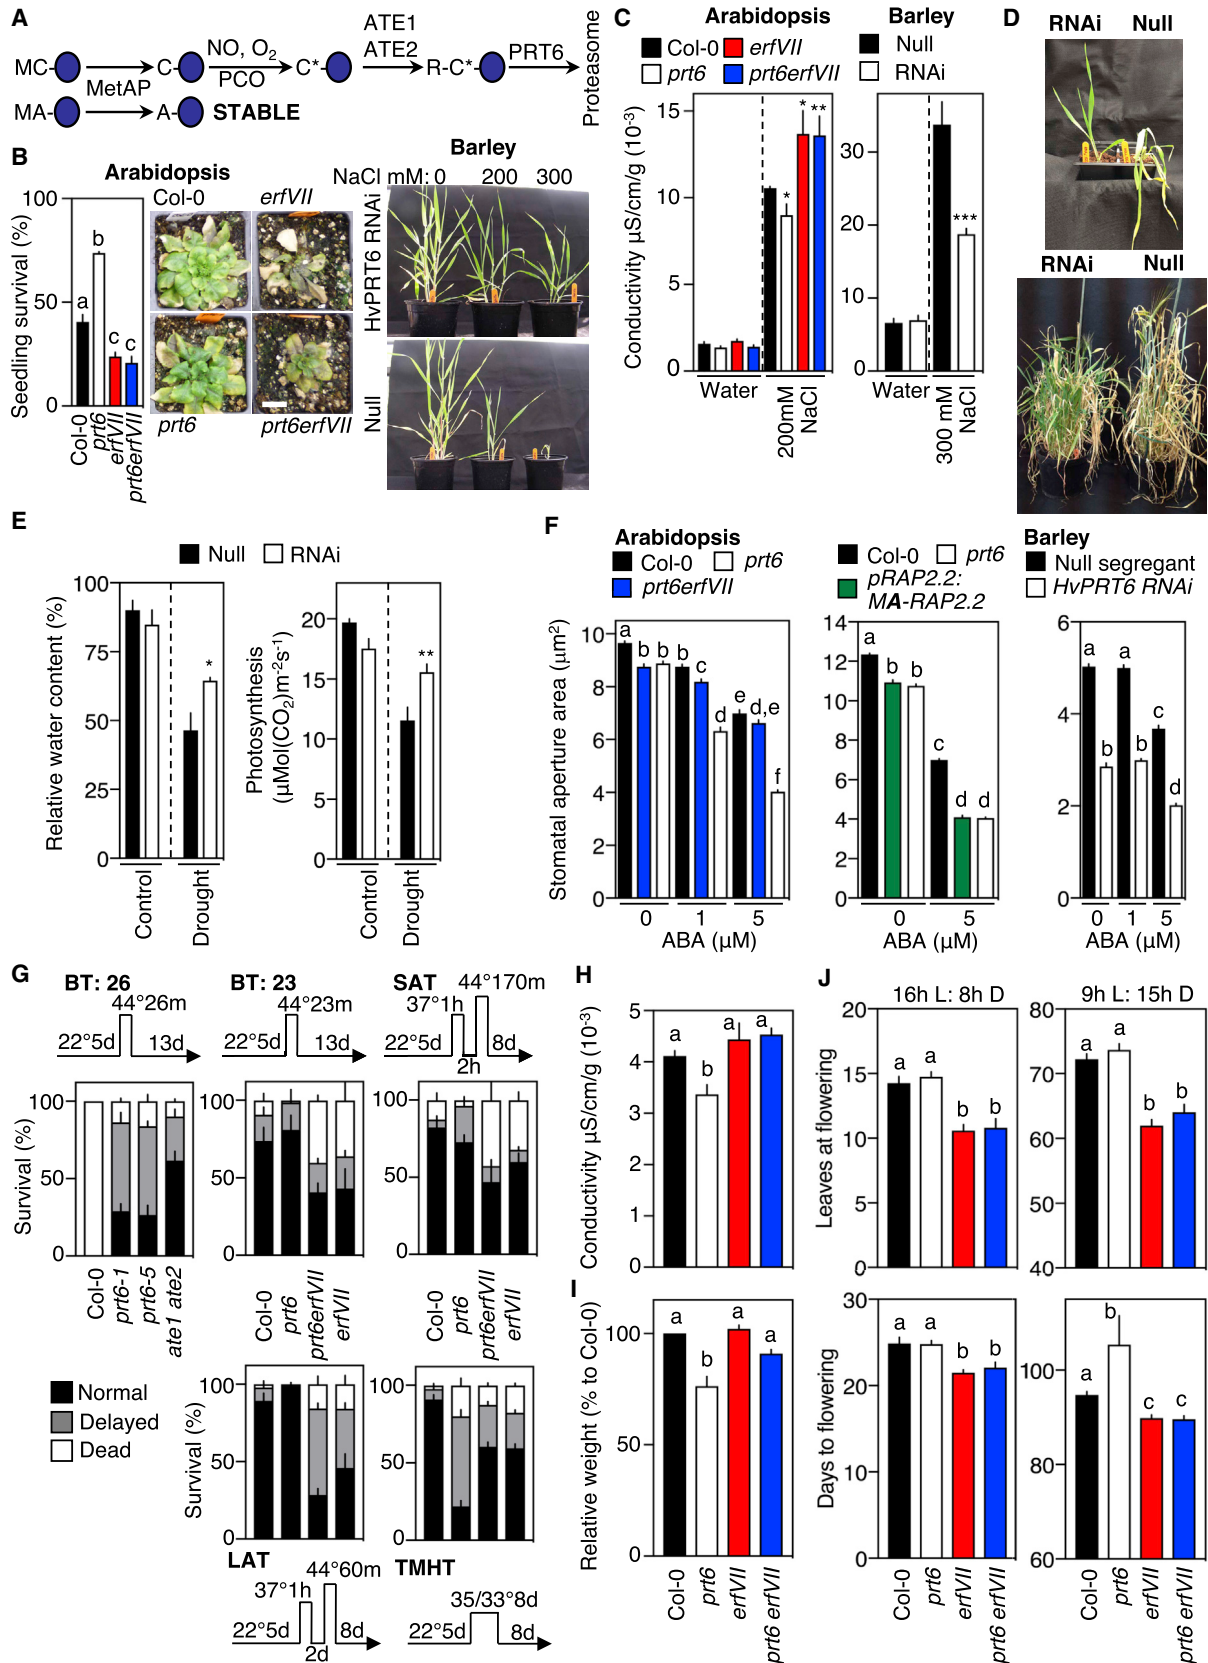 A
MC-
MetAP
C-
NO, O2
PCO
C*-
ATE1
ATE2
R-C*-
PRT6
Proteasome
MA-
A-
STABLE
B
Arabidopsis
Barley
Seedling survival (%)
100
50
0
a
b
c
c
Col-0
prt6
erfVII
prt6erfVII
Col-0
erfVII
prt6
prt6erfVII
NaCl mM: 0
200
300
HvPRT6 RNAi
Null
C
Arabidopsis
Barley
Col-0
erfVII
prt6
prt6erfVII
Null
RNAi
Conductivity µS/cm/g (10-3)
15
10
5
0
*
*
**
Water
200mM
NaCl
30
20
10
0
***
Water
300 mM
NaCl
D
RNAi
Null
RNAi
Null
E
Null
RNAi
Relative water content (%)
100
75
50
25
0
*
Control
Drought
Photosynthesis
(µMol(CO2)m-2s-1)
20
15
10
5
0
**
Control
Drought
F
Arabidopsis
Col-0
prt6
prt6erfVII
Col-0
prt6
pRAP2.2:
MA-RAP2.2
Barley
Null segregant
HvPRT6 RNAi
Stomatal aperture area (µm2)
10
8
6
4
2
0
a
b
b
b
c
d
e
d,e
f
0
1
5
ABA (µM)
14
12
10
8
6
4
2
0
a
b
b
c
d
d
0
5
ABA (µM)
6
4
2
0
a
b
a
b
c
d
0
1
5
ABA (µM)
G
BT: 26
44°26m
22°5d
13d
BT: 23
44°23m
22°5d
13d
SAT
44°170m
37°1h
22°5d
8d
2h
Survival (%)
100
50
0
Col-0
prt6-1
prt6-5
ate1 ate2
100
50
0
Col-0
prt6
prt6erfVII
erfVII
100
50
0
Col-0
prt6
prt6erfVII
erfVII
Normal
Delayed
Dead
Survival (%)
100
50
0
100
50
0
LAT
44°60m
37°1h
22°5d
8d
2d
TMHT
35/33°8d
22°5d
8d
H
Conductivity µS/cm/g (10-3)
5
4
3
4
2
1
0
a
b
a
a
I
Relative weight (% to Col-0)
100
50
0
a
b
a
a
Col-0
prt6
erfVII
prt6 erfVII
J
16h L: 8h D
9h L: 15h D
Leaves at flowering
20
15
10
5
0
a
a
b
b
80
70
60
50
40
a
a
b
b
Days to flowering
30
20
10
0
a
a
b
b
Col-0
prt6
erfVII
prt6 erfVII
100
80
60
a
b
c
c
Col-0
prt6
erfVII
prt6 erfVII